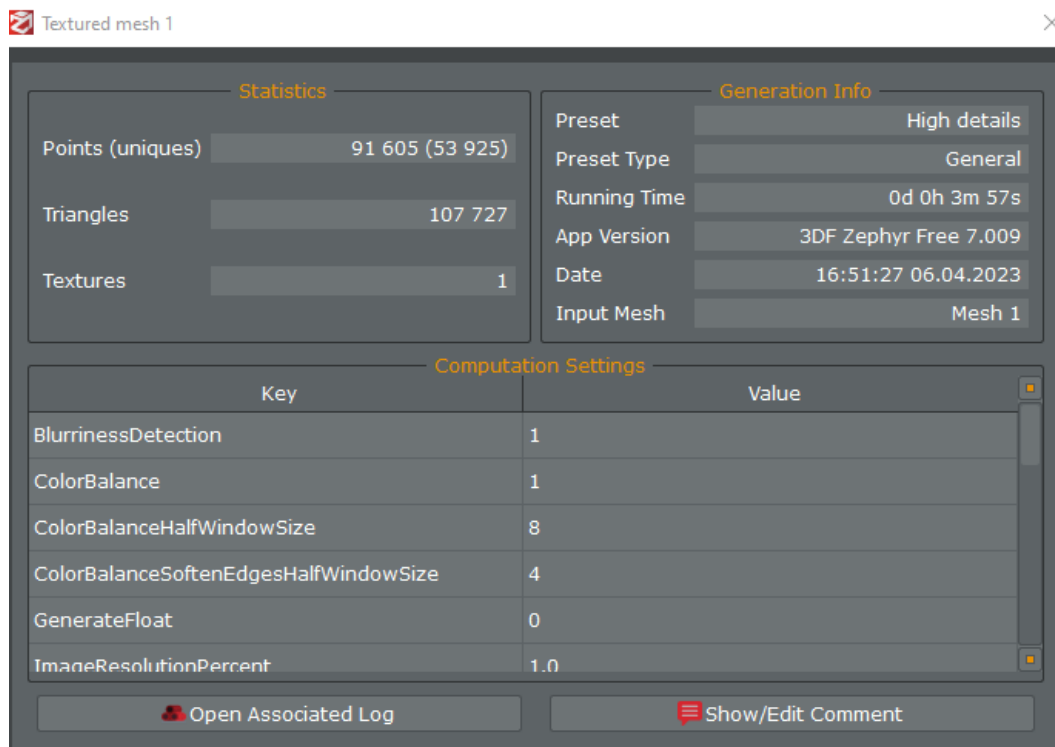 Textured mesh 1
Statistics
Points (uniques) 91 605 (53 925)
Triangles 107 727
Textures 1
Generation Info
Preset High details
Preset Type General
Running Time 0d 0h 3m 57s
App Version 3DF Zephyr Free 7.009
Date 16:51:27 06.04.2023
Input Mesh Mesh 1
Computation Settings
Key Value
BlurrinessDetection 1
ColorBalance 1
ColorBalanceHalfWindowSize 8
ColorBalanceSoftenEdgesHalfWindowSize 4
GenerateFloat 0
ImageResolutionPercent 1.0
Open Associated Log
Show/Edit Comment